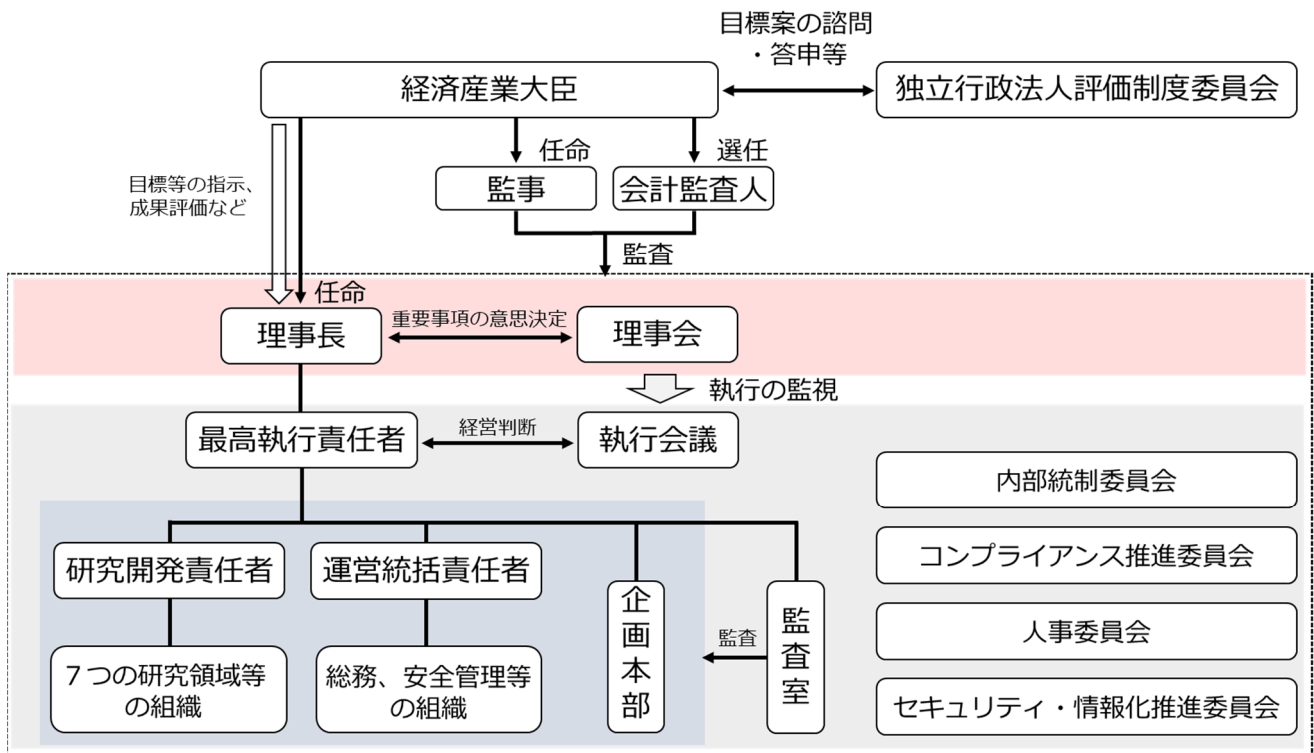 目標案の諮問
・答申等
経済産業大臣
独立行政法人評価制度委員会
任命
選任
目標等の指示、
成果評価など
監事
会計監査人
監査
任命
理事長
重要事項の意思決定
理事会
執行の監視
最高執行責任者
経営判断
執行会議
内部統制委員会
コンプライアンス推進委員会
人事委員会
セキュリティ・情報化推進委員会
研究開発責任者
運営統括責任者
企画本部
監査室
監査
７つの研究領域等
の組織
総務、安全管理等
の組織